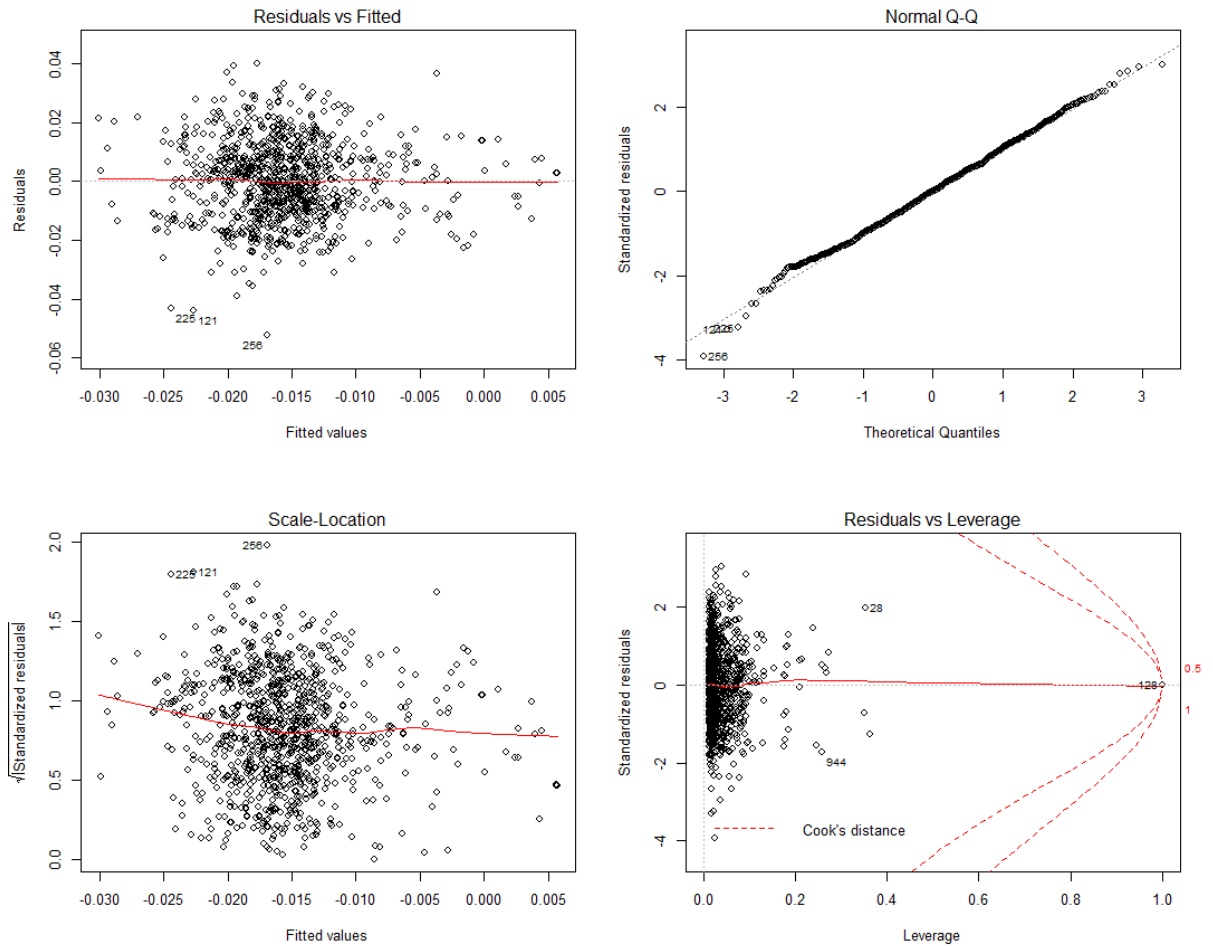 Residuals vs Fitted
Residuals
0.04
0.02
0.00
-0.02
-0.04
-0.06
225
121
256
-0.030 -0.025 -0.020 -0.015 -0.010 -0.005 0.000 0.005
Fitted values
Normal Q-Q
Standardized residuals
2
0
-2
-4
225
256
-3 -2 -1 0 1 2 3
Theoretical Quantiles
Scale-Location
√|Standardized residuals|
2.0
1.5
1.0
0.5
0.0
256
225
121
-0.030 -0.025 -0.020 -0.015 -0.010 -0.005 0.000 0.005
Fitted values
Residuals vs Leverage
Standardized residuals
2
0
-2
-4
28
128
944
0.5
1
Cook's distance
0.0 0.2 0.4 0.6 0.8 1.0
Leverage